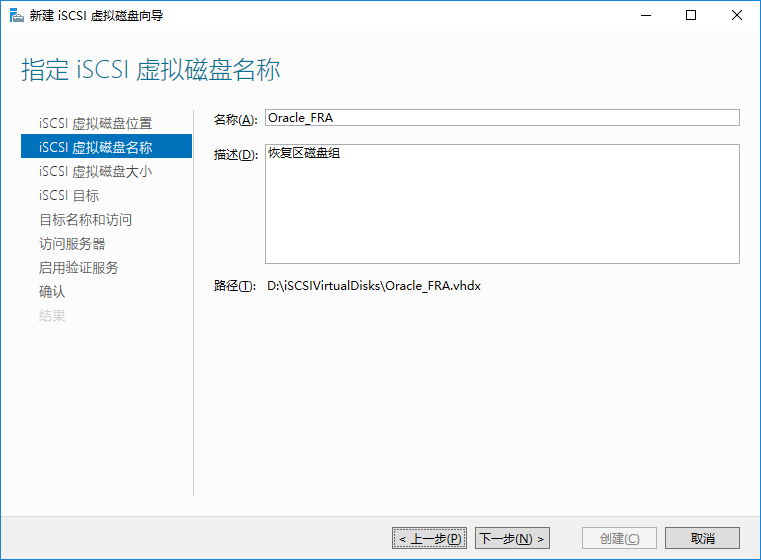 新建 iSCSI 虚拟磁盘向导
指定 iSCSI 虚拟磁盘名称
iSCSI 虚拟磁盘位置
iSCSI 虚拟磁盘名称
iSCSI 虚拟磁盘大小
iSCSI 目标
目标名称和访问
访问服务器
启用验证服务
确认
结果
名称(A): Oracle_FRA
描述(D): 恢复区磁盘组
路径(T): D:\iSCSIVirtualDisks\Oracle_FRA.vhdx
< 上一步(P) 下一步(N) > 创建(C) 取消